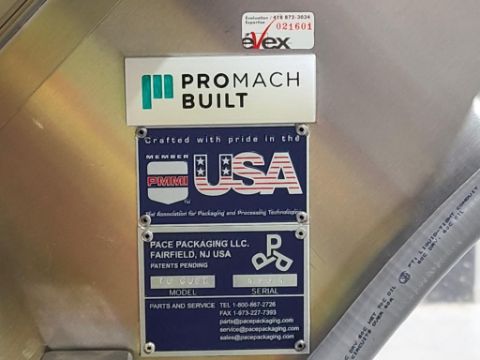 Evaluation / 418 873-3634
Expertise
021601
évex
PROMACH
BUILT
Crafted with pride in the
MEMBER
PMMI
USA
The Association for Packaging and Processing Technologies
PACE PACKAGING LLC.
FAIRFIELD, NJ USA
PATENTS PENDING
MODEL SERIAL
PARTS AND SERVICE TEL 1-800-867-2726
FAX 1-973-227-7393
parts@pacepackaging.com
service@pacepackaging.com
sales@pacepackaging.com